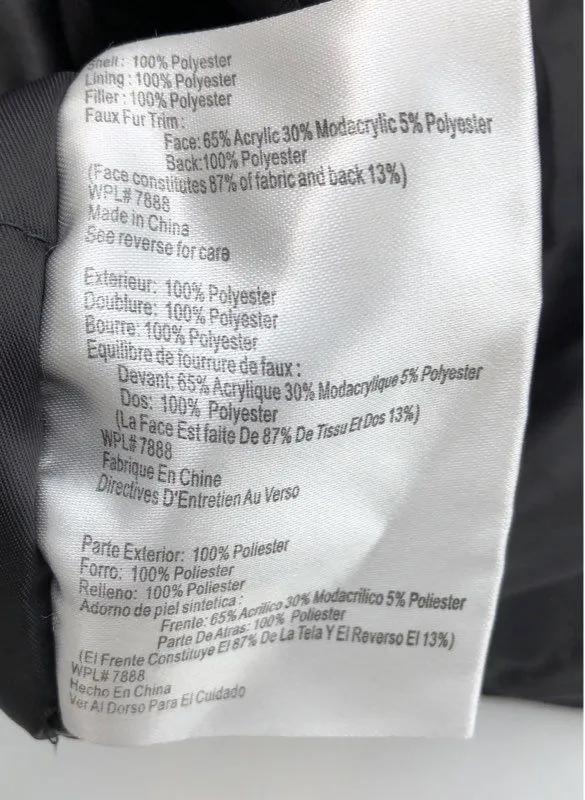 Shell: 100% Polyester
Lining : 100% Polyester
Filler : 100% Polyester
Faux Fur Trim :
Face: 65% Acrylic 30% Modacrylic 5% Polyester
Back:100% Polyester
(Face constitutes 87% of fabric and back 13%)
WPL# 7888
Made in China
See reverse for care
Exterieur: 100% Polyester
Doublure: 100% Polyester
Bourre: 100% Polyester
Equilibre de fourrure de faux :
Devant: 65% Acrylique 30% Modacrylique 5% Polyester
Dos: 100% Polyester
(La Face Est faite De 87% De Tissu Et Dos 13%)
WPL# 7888
Fabrique En Chine
Directives D'Entretien Au Verso
Parte Exterior: 100% Poliester
Forro: 100% Poliester
Relleno: 100% Poliester
Adorno de piel sintetica :
Frente: 65% Acrilico 30% Modacrilico 5% Poliester
Parte De Atras: 100% Poliester
(El Frente Constituye El 87% De La Tela Y El Reverso El 13%)
WPL# 7888
Hecho En China
Ver Al Dorso Para El Cuidado